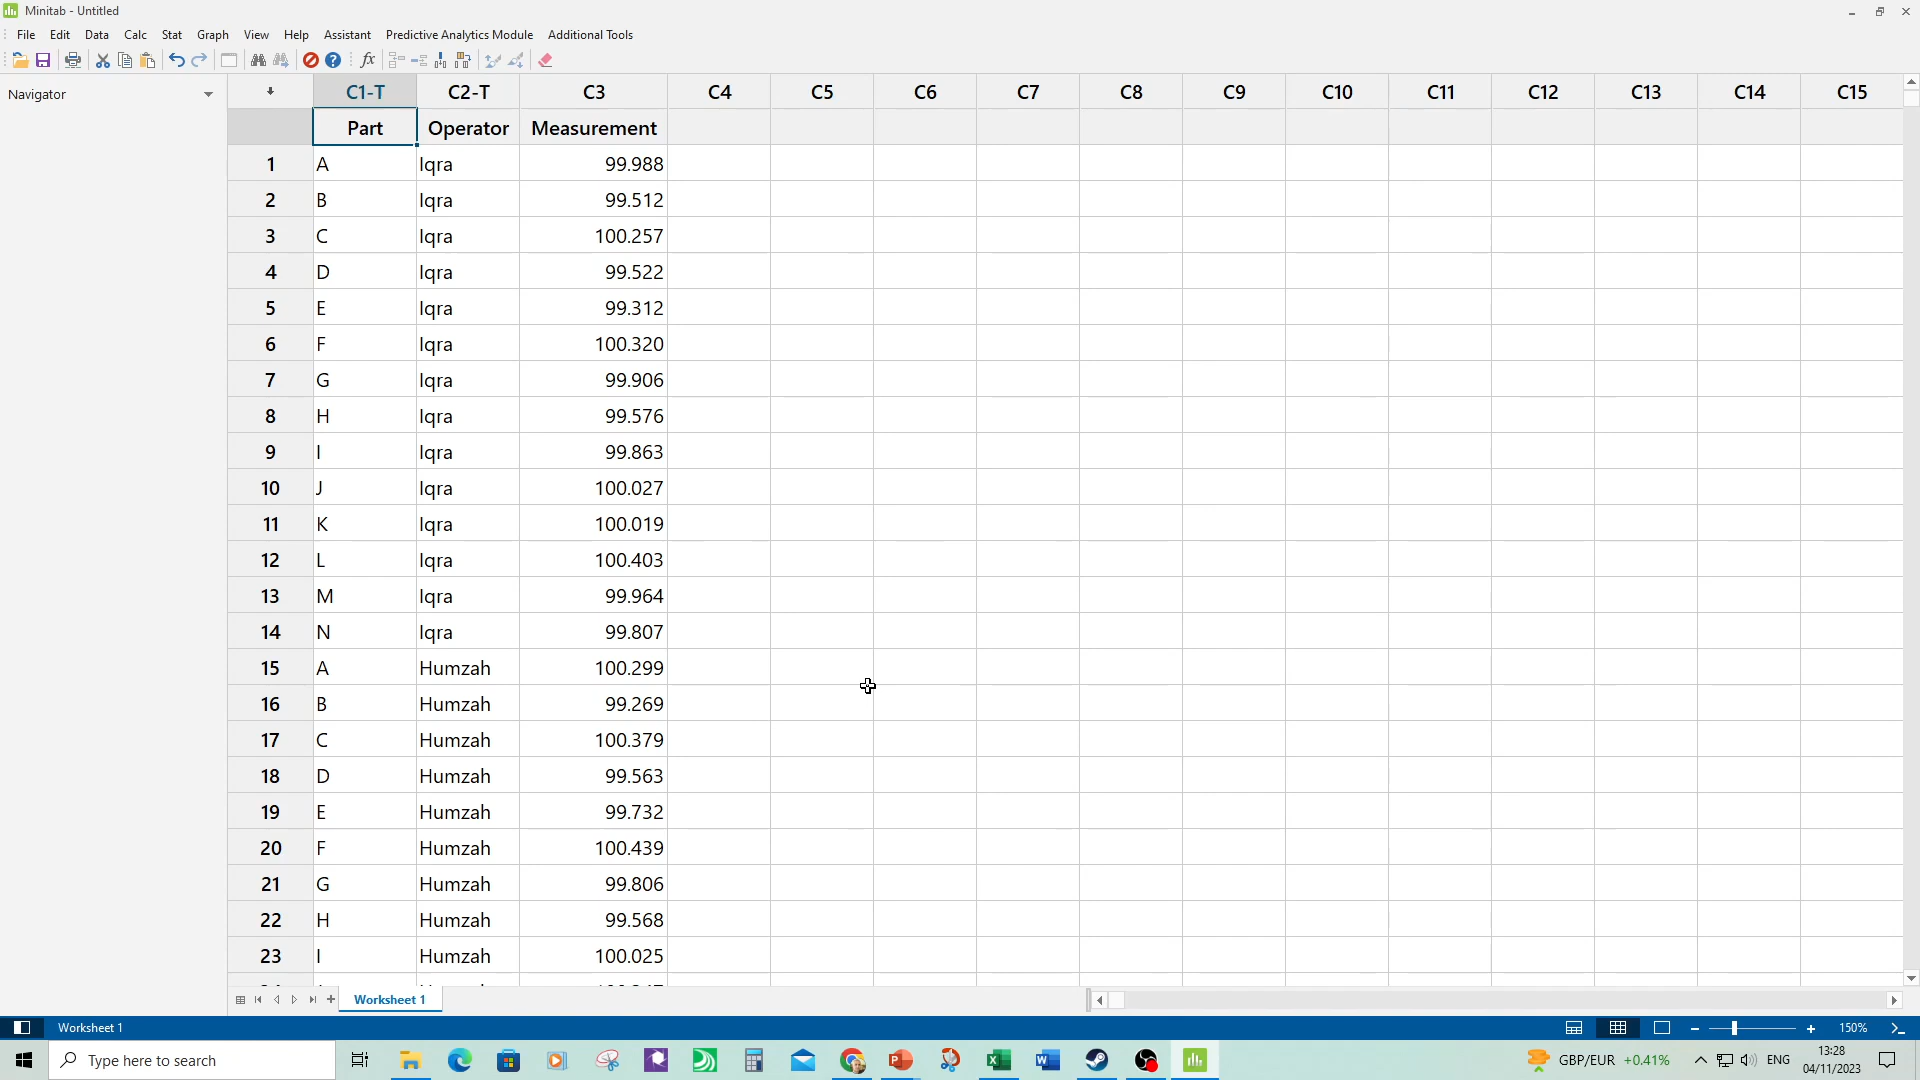 Minitab - Untitled
File Edit Data Calc Stat Graph View Help Assistant Predictive Analytics Module Additional Tools
Navigator
C1-T C2-T C3 C4 C5 C6 C7 C8 C9 C10 C11 C12 C13 C14 C15
Part Operator Measurement
1 A Iqra 99.988
2 B Iqra 99.512
3 C Iqra 100.257
4 D Iqra 99.522
5 E Iqra 99.312
6 F Iqra 100.320
7 G Iqra 99.906
8 H Iqra 99.576
9 I Iqra 99.863
10 J Iqra 100.027
11 K Iqra 100.019
12 L Iqra 100.403
13 M Iqra 99.964
14 N Iqra 99.807
15 A Humzah 100.299
16 B Humzah 99.269
17 C Humzah 100.379
18 D Humzah 99.563
19 E Humzah 99.732
20 F Humzah 100.439
21 G Humzah 99.806
22 H Humzah 99.568
23 I Humzah 100.025
Worksheet 1
Worksheet 1 150%
Type here to search GBP/EUR +0.41% ENG 13:28
04/11/2023